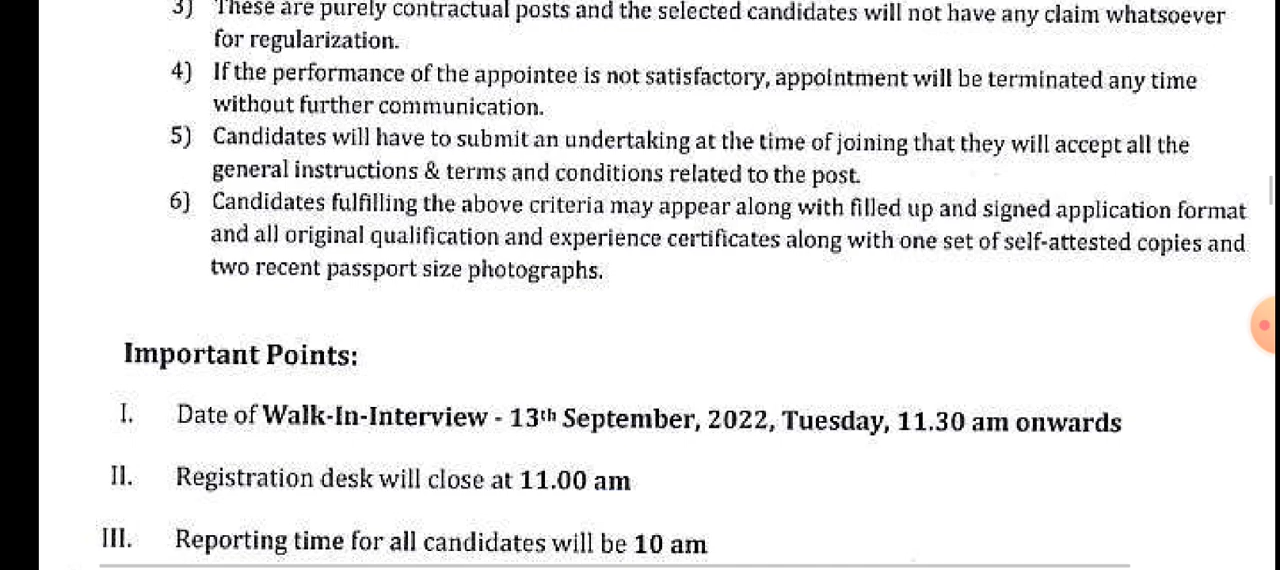 3) These are purely contractual posts and the selected candidates will not have any claim whatsoever
for regularization.
4) If the performance of the appointee is not satisfactory, appointment will be terminated any time
without further communication.
5) Candidates will have to submit an undertaking at the time of joining that they will accept all the
general instructions & terms and conditions related to the post.
6) Candidates fulfilling the above criteria may appear along with filled up and signed application format
and all original qualification and experience certificates along with one set of self-attested copies and
two recent passport size photographs.
Important Points:
I. Date of Walk-In-Interview - 13th September, 2022, Tuesday, 11.30 am onwards
II. Registration desk will close at 11.00 am
III. Reporting time for all candidates will be 10 am